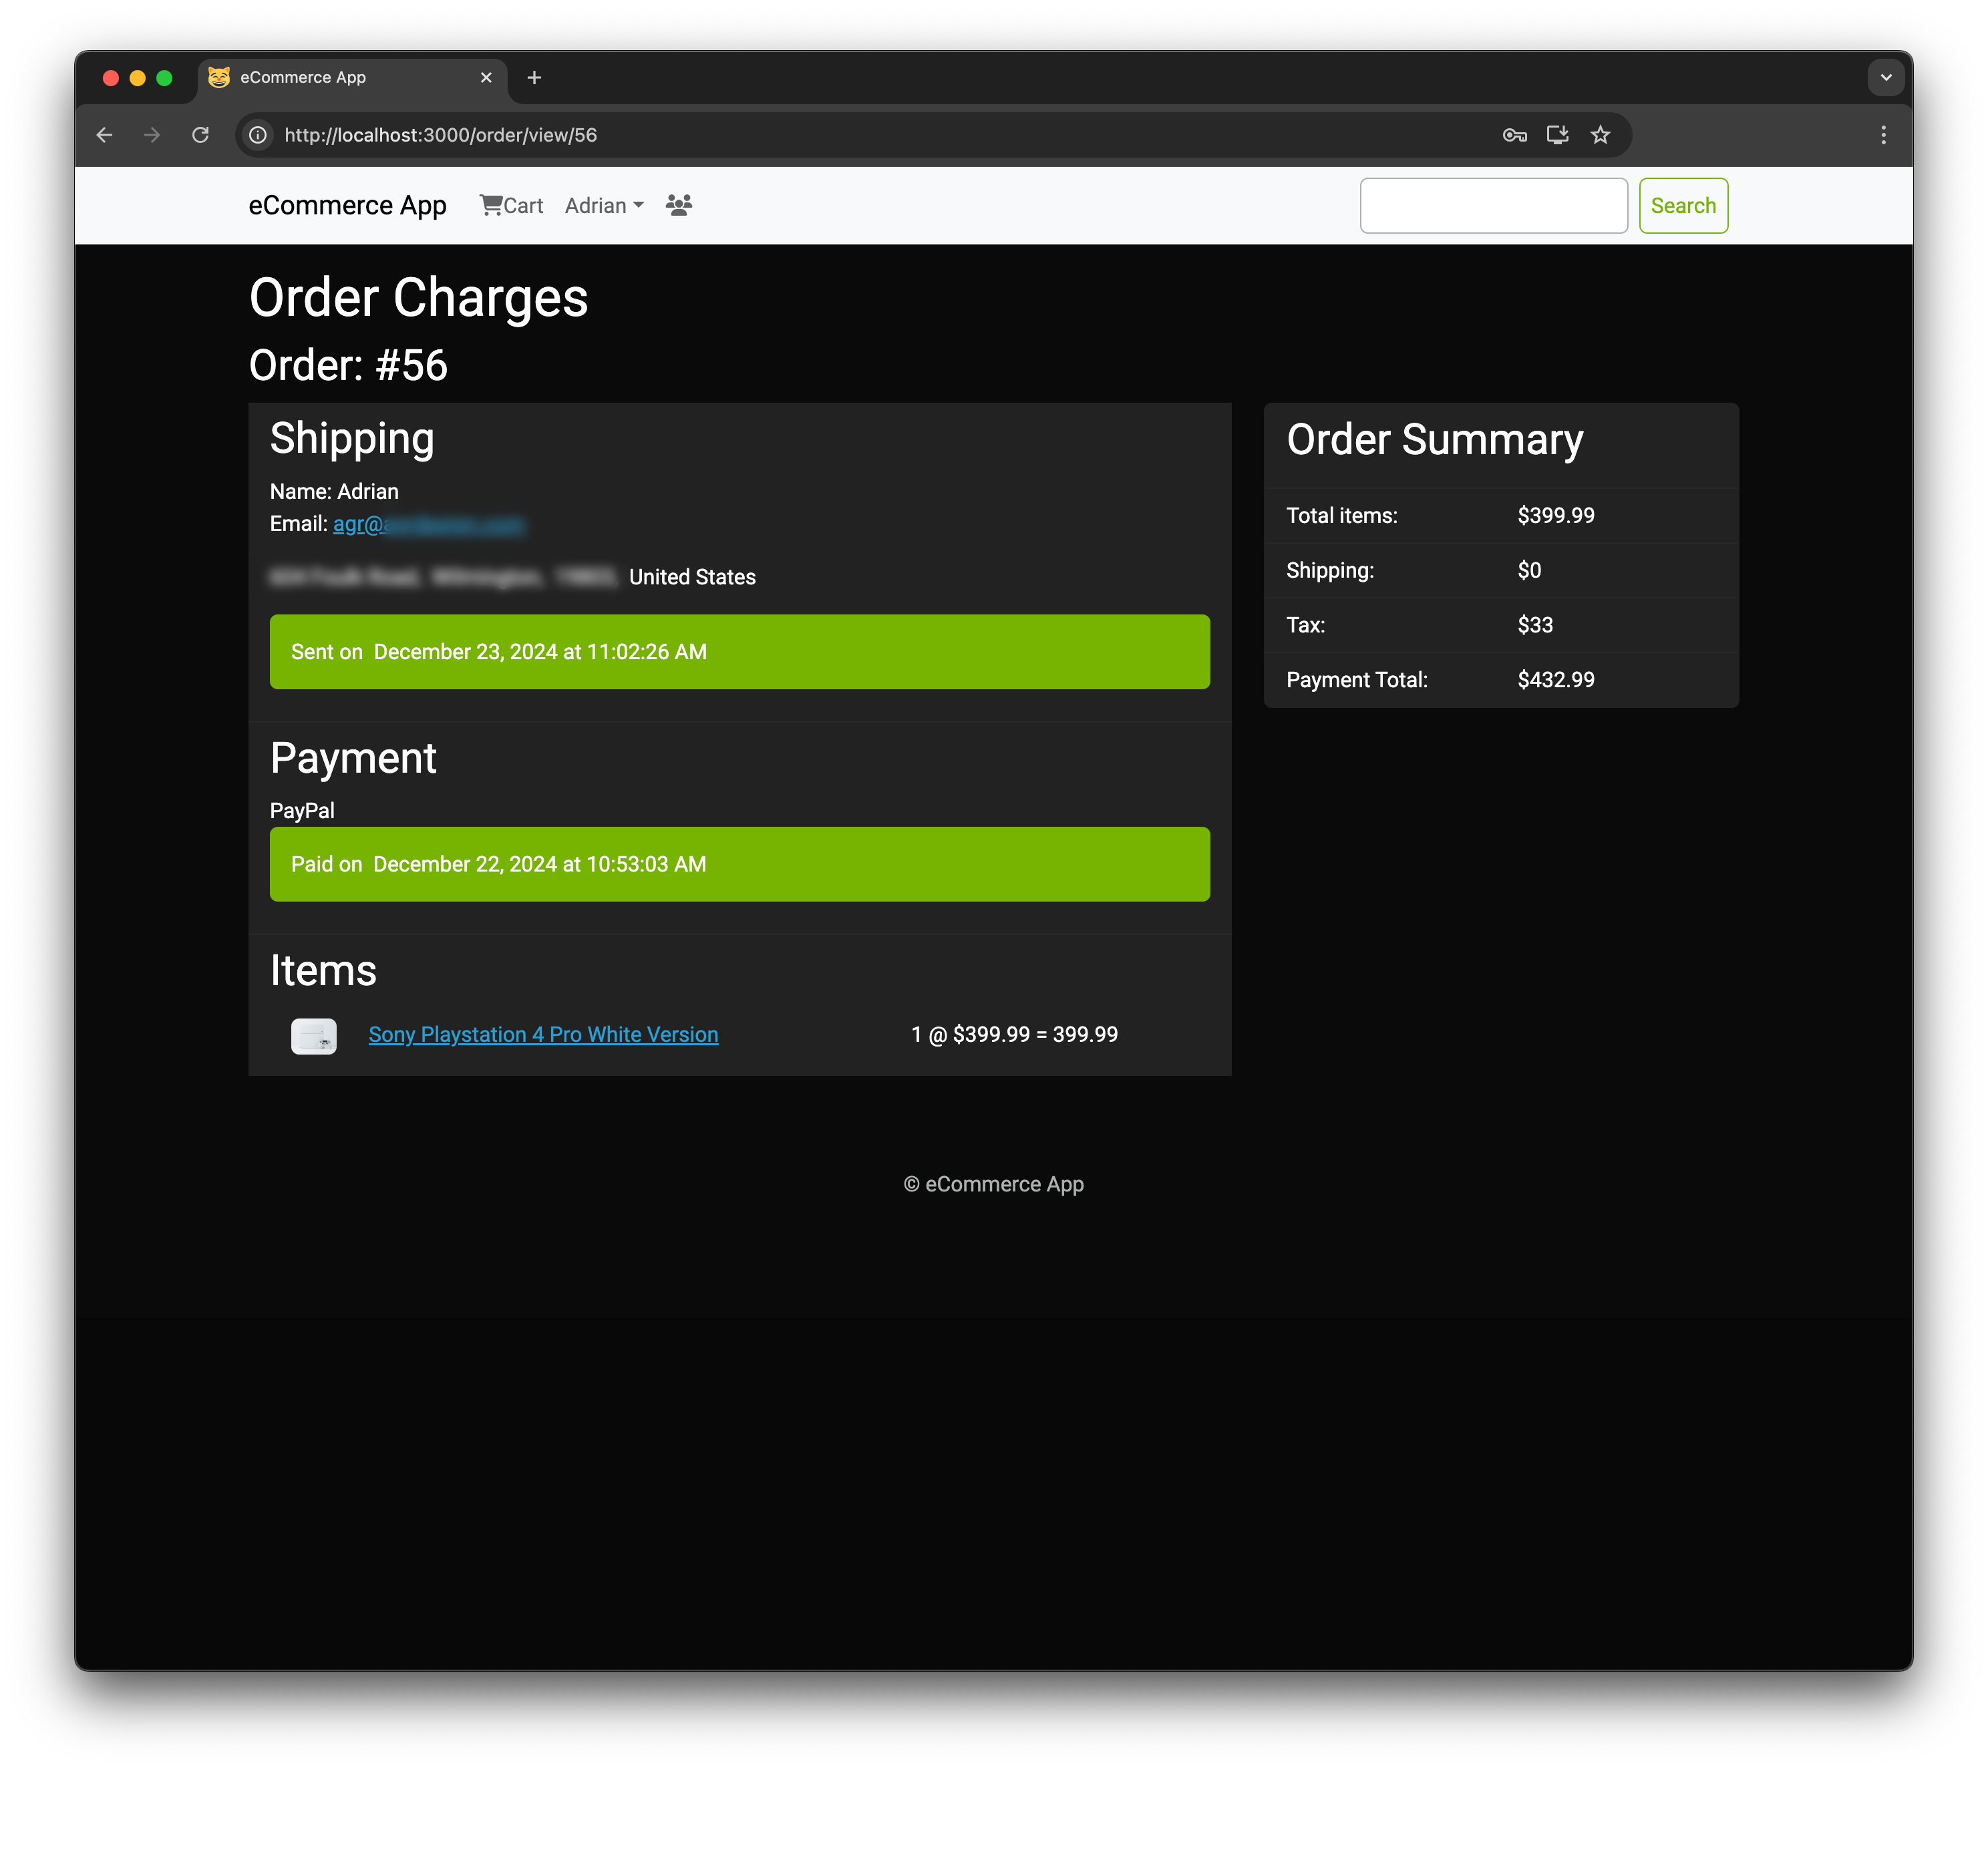 eCommerce App
http://localhost:3000/order/view/56
eCommerce App Cart Adrian Search
Order Charges
Order: #56
Shipping
Name: Adrian
Email: agr@
United States
Sent on December 23, 2024 at 11:02:26 AM
Payment
PayPal
Paid on December 22, 2024 at 10:53:03 AM
Items
Sony Playstation 4 Pro White Version 1 @ $399.99 = 399.99
Order Summary
Total items: $399.99
Shipping: $0
Tax: $33
Payment Total: $432.99
© eCommerce App